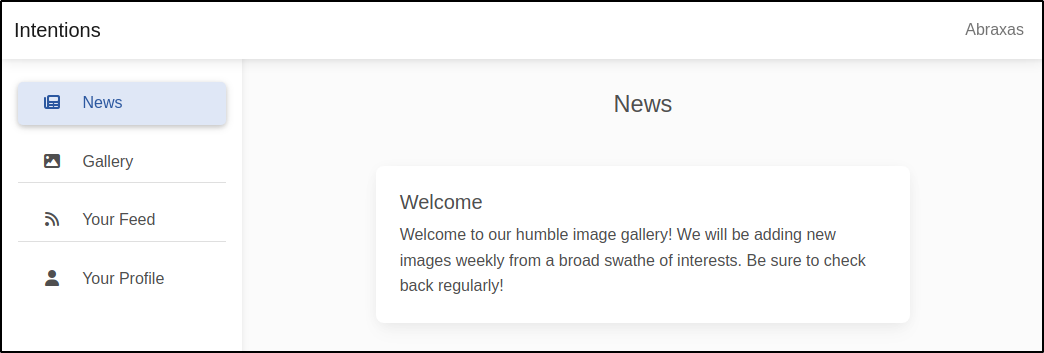 Intentions
Abraxas
News
Gallery
Your Feed
Your Profile
News
Welcome
Welcome to our humble image gallery! We will be adding new
images weekly from a broad swathe of interests. Be sure to check
back regularly!